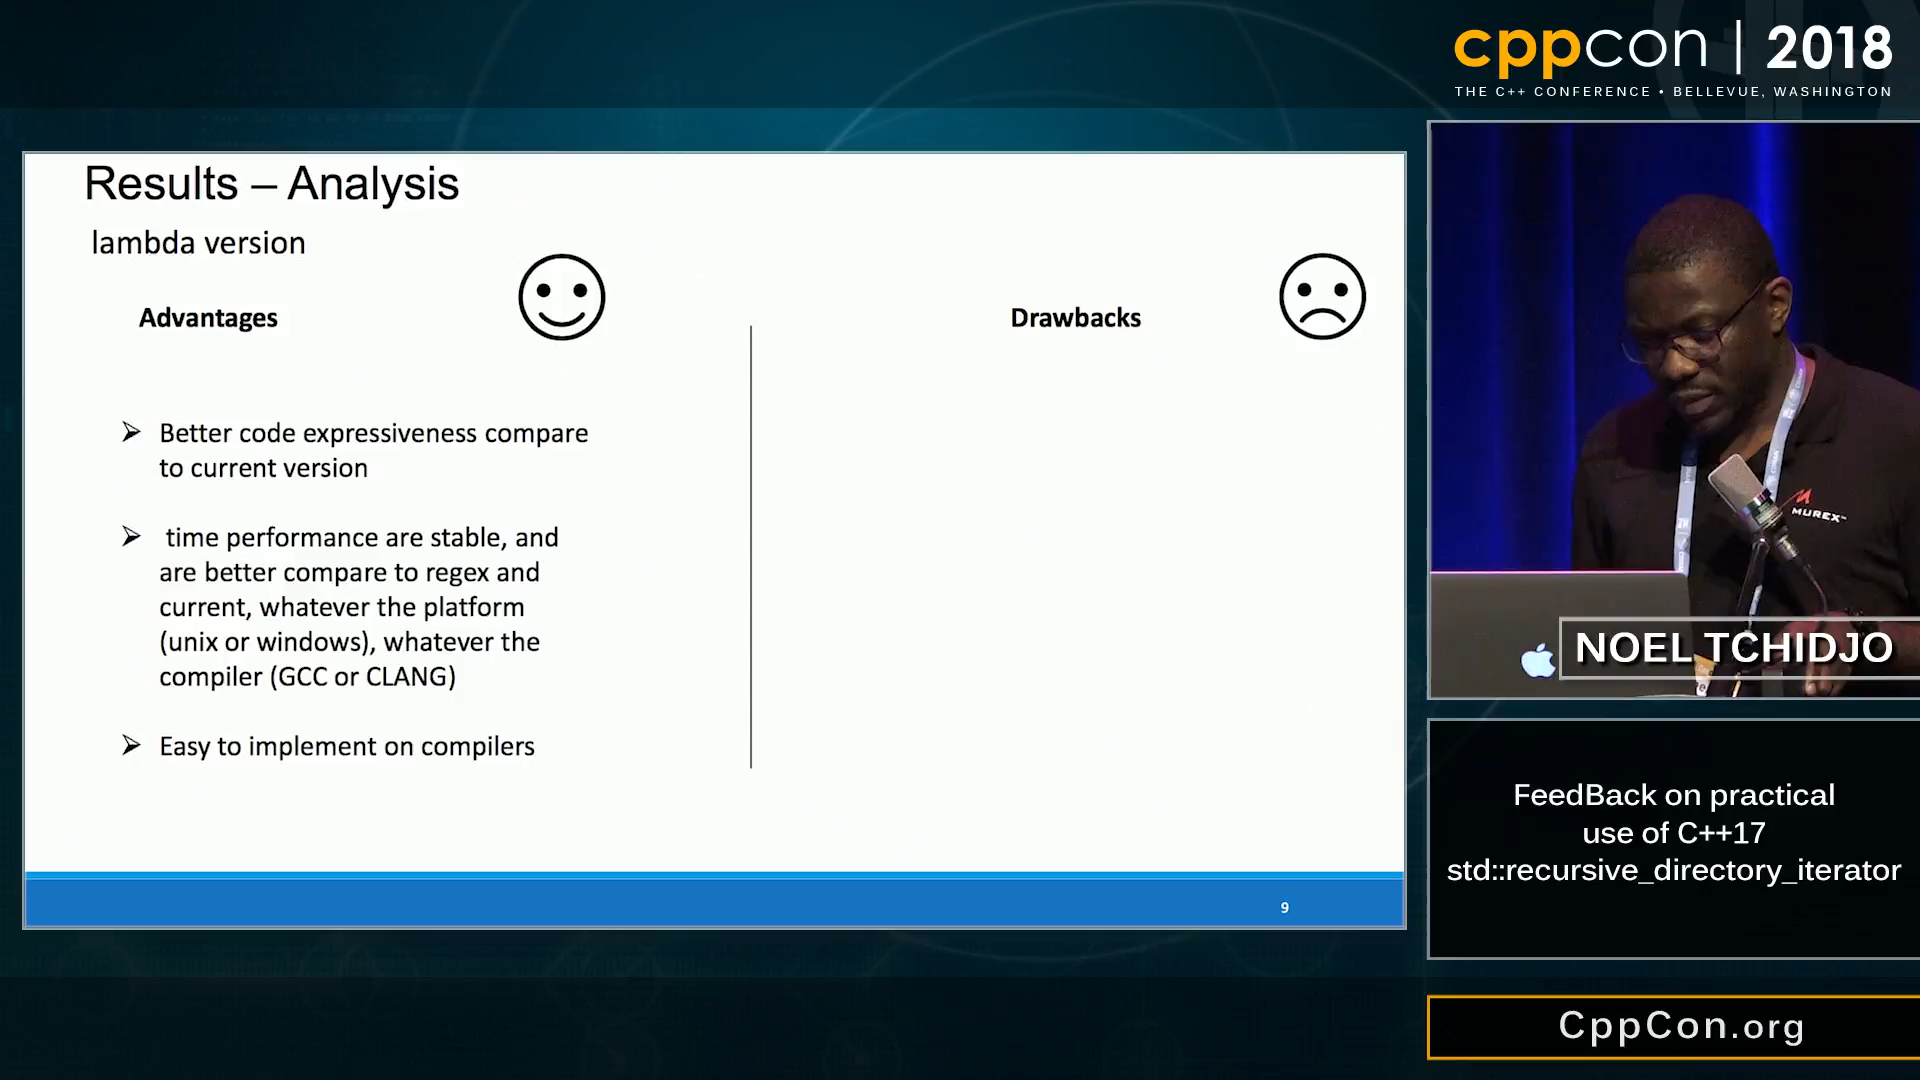 cppcon | 2018
THE C++ CONFERENCE • BELLEVUE, WASHINGTON
Results – Analysis
lambda version
Advantages
Drawbacks
➢ Better code expressiveness compare
to current version
➢ time performance are stable, and
are better compare to regex and
current, whatever the platform
(unix or windows), whatever the
compiler (GCC or CLANG)
➢ Easy to implement on compilers
9
MUREX
NOEL TCHIDJO
FeedBack on practical
use of C++17
std::recursive_directory_iterator
CppCon.org